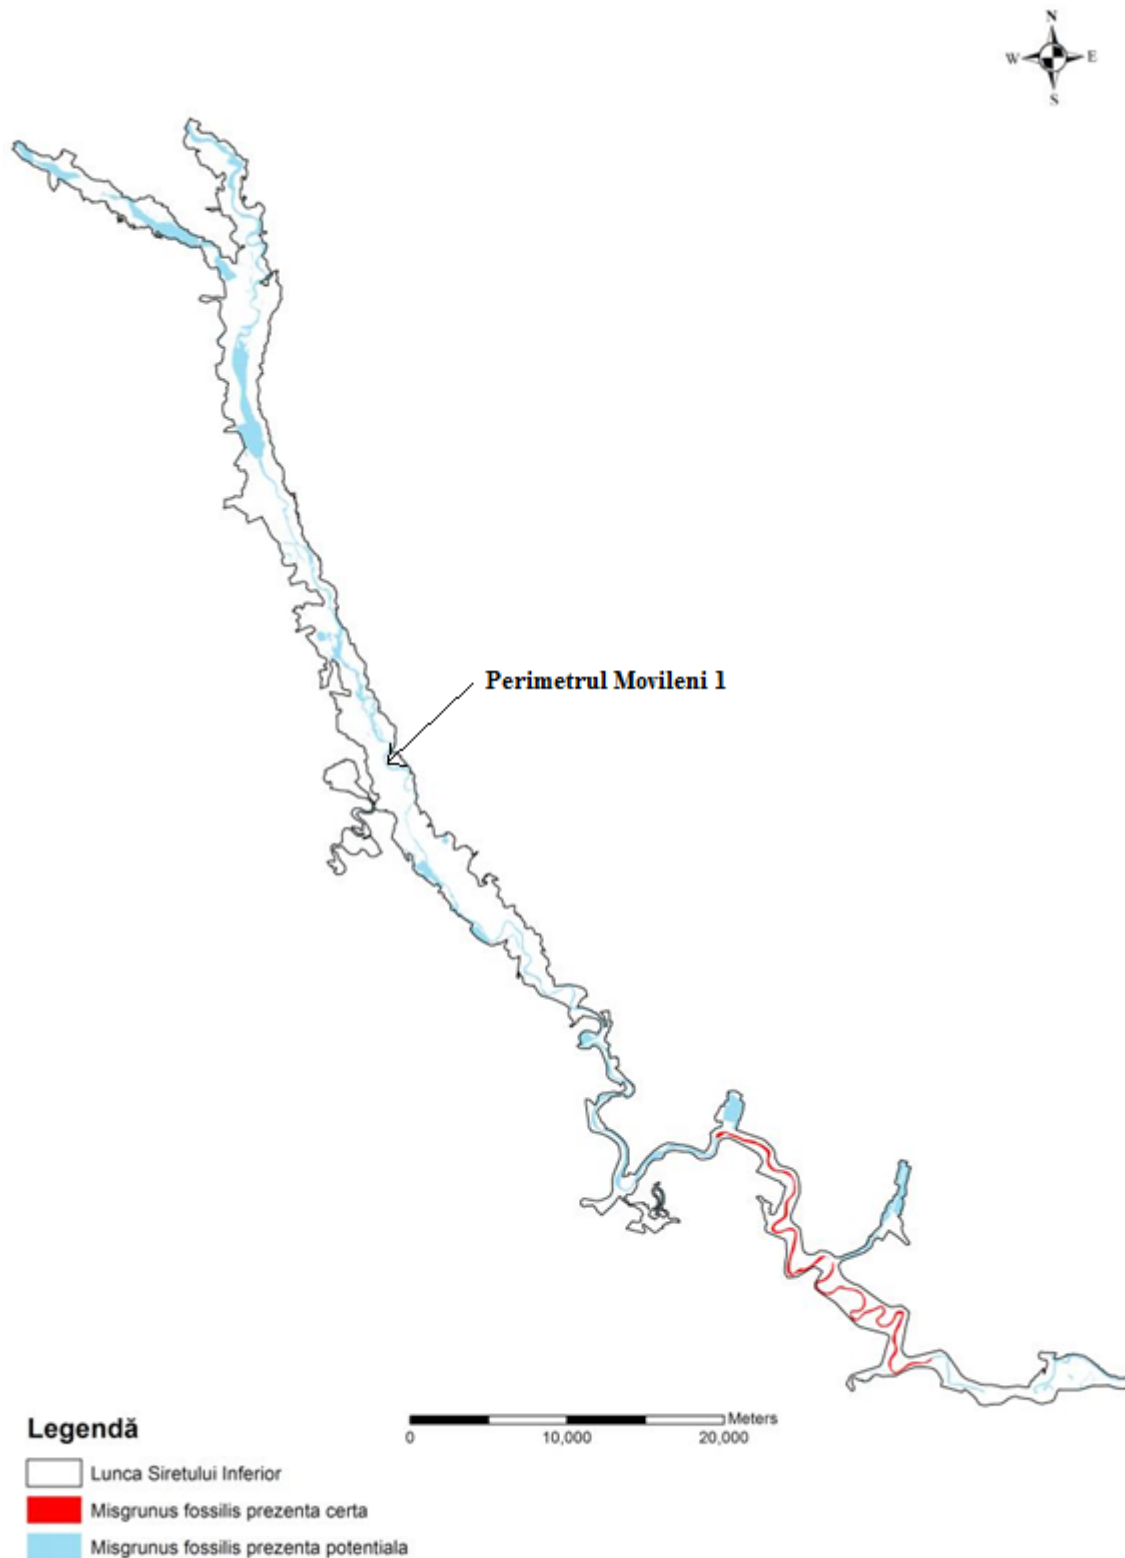 N
W E
S
Perimetrul Movileni 1
Legendă
Meters
0 10,000 20,000
Lunca Siretului Inferior
Misgrunus fossilis prezenta certa
Misgrunus fossilis prezenta potentiala